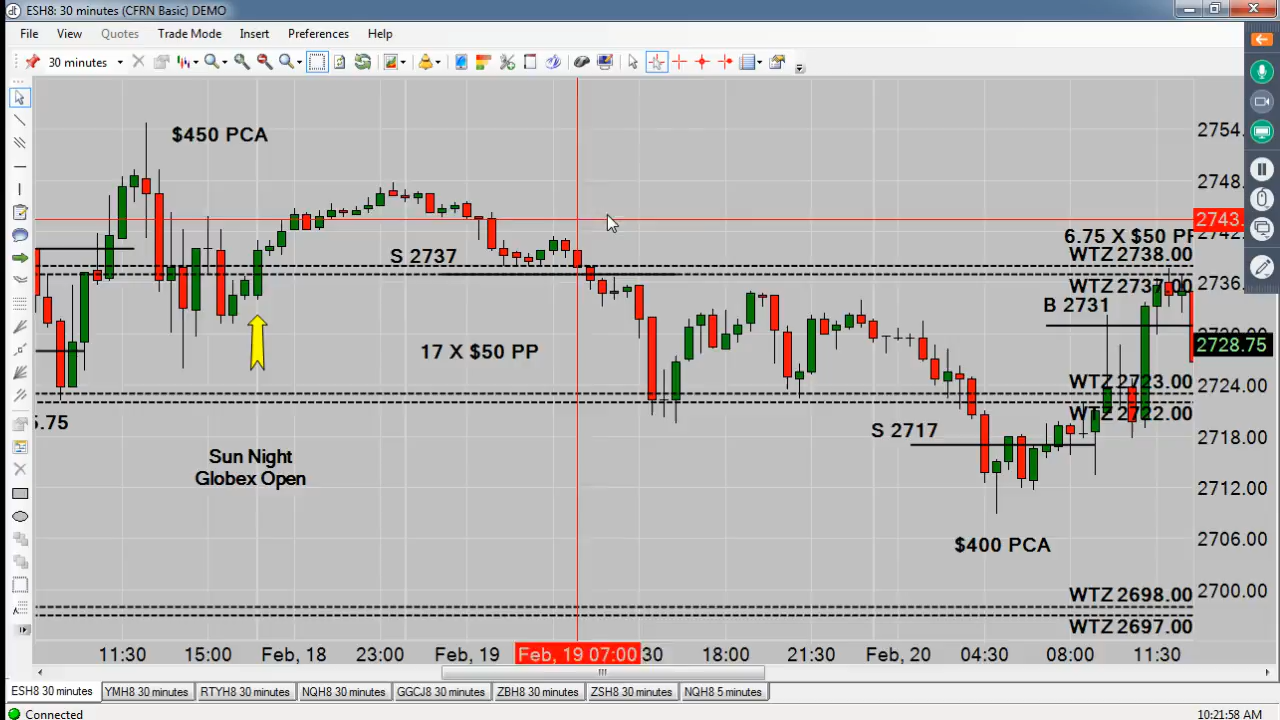 ESH8: 30 minutes (CFRN Basic) DEMO
File View Quotes Trade Mode Insert Preferences Help
30 minutes
$450 PCA
2754.
2748.
2743.
2742.
6.75 X $50 PP
WTZ 2738.00
S 2737
WTZ 2737.00
2736.
B 2731
2728.75
17 X $50 PP
WTZ 2723.00
2724.00
WTZ 2722.00
5.75
S 2717
2718.00
Sun Night
Globex Open
2712.00
$400 PCA
2706.00
WTZ 2698.00
2700.00
WTZ 2697.00
11:30 15:00 Feb, 18 23:00 Feb, 19 Feb, 19 07:00 :30 18:00 21:30 Feb, 20 04:30 08:00 11:30
ESH8 30 minutes YMH8 30 minutes RTYH8 30 minutes NQH8 30 minutes GGCJ8 30 minutes ZBH8 30 minutes ZSH8 30 minutes NQH8 5 minutes
Connected 10:21:58 AM